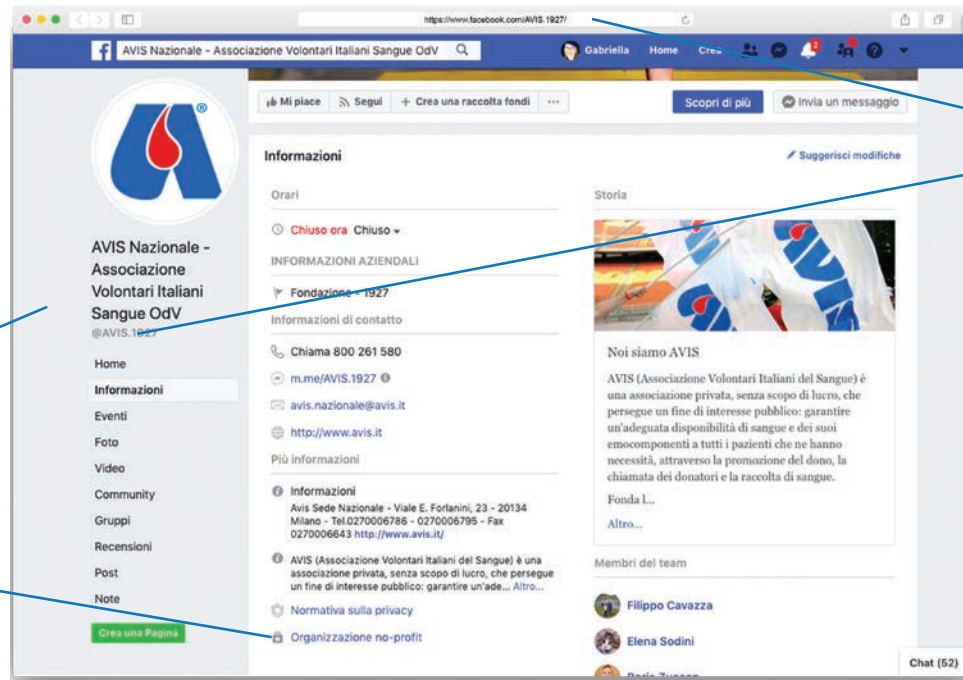 https://www.facebook.com/AVIS.1927/
AVIS Nazionale - Associazione Volontari Italiani Sangue OdV
Gabriella Home Crea 2
Mi piace Segui + Crea una raccolta fondi ...
Scopri di più Invia un messaggio
®
AVIS Nazionale -
Associazione
Volontari Italiani
Sangue OdV
@AVIS.1927
Home
Informazioni
Eventi
Foto
Video
Community
Gruppi
Recensioni
Post
Note
Crea una Pagina
Informazioni
Suggerisci modifiche
Orari
Chiuso ora Chiuso
INFORMAZIONI AZIENDALI
Fondazione - 1927
Informazioni di contatto
Chiama 800 261 580
m.me/AVIS.1927
avis.nazionale@avis.it
http://www.avis.it
Più informazioni
Informazioni
Avis Sede Nazionale - Viale E. Forlanini, 23 - 20134
Milano - Tel.0270006786 - 0270006795 - Fax
0270006643 http://www.avis.it/
AVIS (Associazione Volontari Italiani del Sangue) è una
associazione privata, senza scopo di lucro, che persegue
un fine di interesse pubblico: garantire un'ade... Altro...
Normativa sulla privacy
Organizzazione no-profit
Storia
AVIS
Noi siamo AVIS
AVIS (Associazione Volontari Italiani del Sangue) è
una associazione privata, senza scopo di lucro, che
persegue un fine di interesse pubblico: garantire
un'adeguata disponibilità di sangue e dei suoi
emocomponenti a tutti i pazienti che ne hanno
necessità, attraverso la promozione del dono, la
chiamata dei donatori e la raccolta di sangue.
Fonda l...
Altro...
Membri del team
Filippo Cavazza
Elena Sodini
Chat (52)